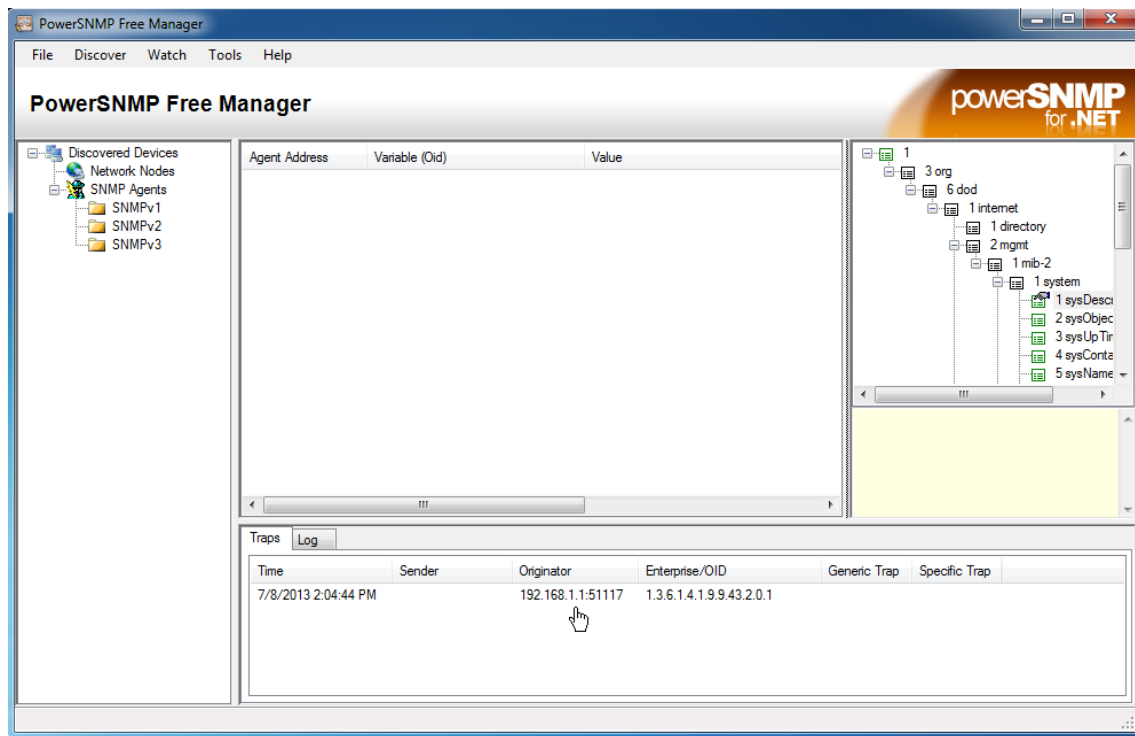 PowerSNMP Free Manager
File Discover Watch Tools Help
PowerSNMP Free Manager
powerSNMP
for .NET
Discovered Devices
Network Nodes
SNMP Agents
SNMPv1
SNMPv2
SNMPv3
Agent Address Variable (Oid) Value
1
3 org
6 dod
1 internet
1 directory
2 mgmt
1 mib-2
1 system
1 sysDescr
2 sysObjec
3 sysUpTir
4 sysConta
5 sysName
Traps Log
Time Sender Originator Enterprise/OID Generic Trap Specific Trap
7/8/2013 2:04:44 PM 192.168.1.1:51117 1.3.6.1.4.1.9.9.43.2.0.1